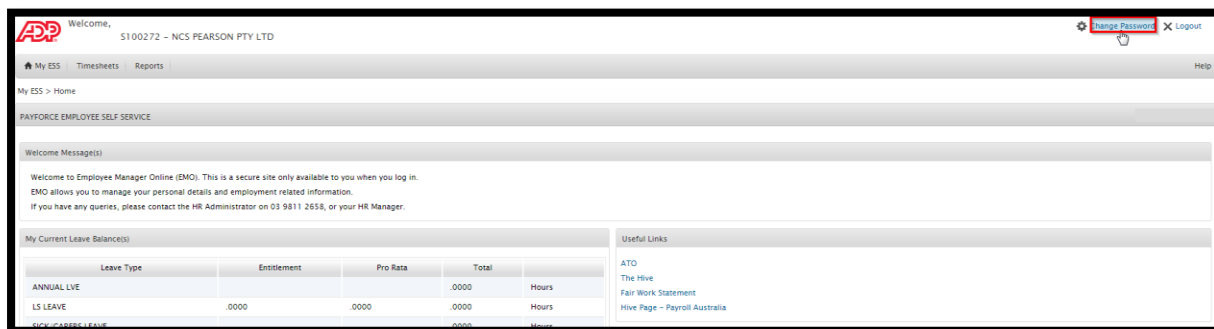 ADP
Welcome,
S100272 - NCS PEARSON PTY LTD
Change Password
Logout
My ESS Timesheets Reports
Help
My ESS > Home
PAYFORCE EMPLOYEE SELF SERVICE
Welcome Message(s)
Welcome to Employee Manager Online (EMO). This is a secure site only available to you when you log in.
EMO allows you to manage your personal details and employment related information.
If you have any queries, please contact the HR Administrator on 03 9811 2658, or your HR Manager.
My Current Leave Balance(s)
Leave Type Entitlement Pro Rata Total
ANNUAL LVE .0000 Hours
LS LEAVE .0000 .0000 .0000 Hours
SICK/CARERS LEAVE .0000 Hours
Useful Links
ATO
The Hive
Fair Work Statement
Hive Page - Payroll Australia